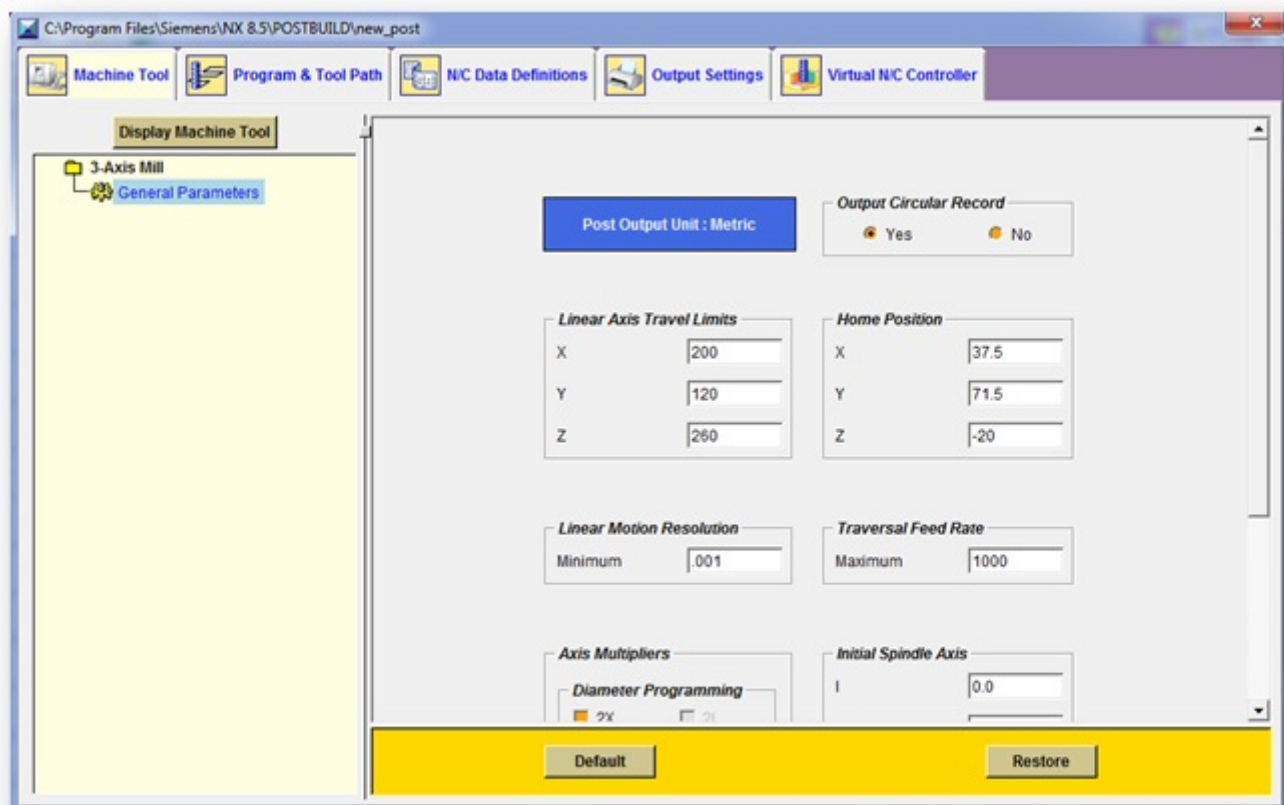 C:\Program Files\Siemens\NX 8.5\POSTBUILD\new_post
Machine Tool
Program & Tool Path
N/C Data Definitions
Output Settings
Virtual N/C Controller
Display Machine Tool
3-Axis Mill
General Parameters
Post Output Unit : Metric
Output Circular Record
Yes No
Linear Axis Travel Limits
X 200
Y 120
Z 260
Home Position
X 37.5
Y 71.5
Z -20
Linear Motion Resolution
Minimum .001
Traversal Feed Rate
Maximum 1000
Axis Multipliers
Diameter Programming
2X
Initial Spindle Axis
I 0.0
Default
Restore